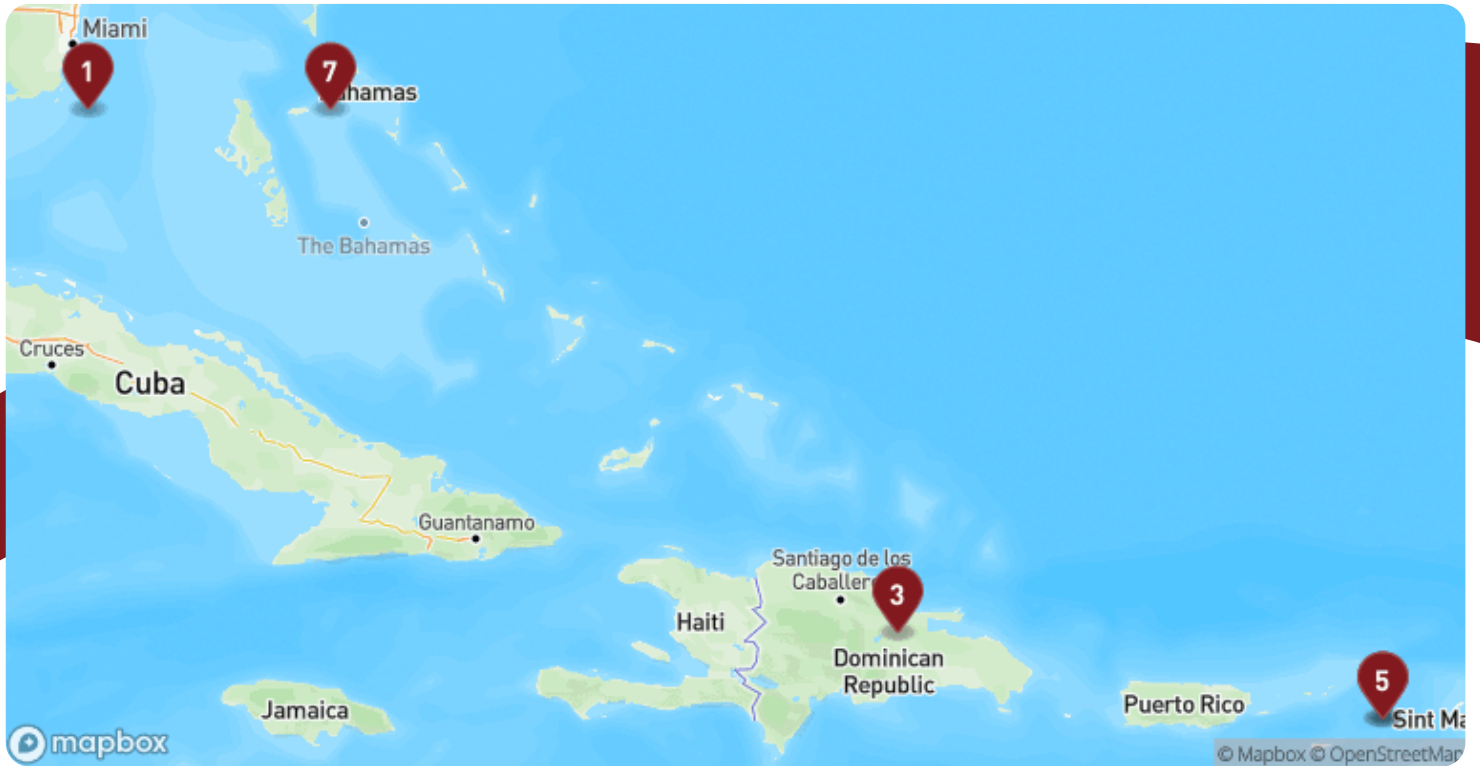 Miami
1
7
hamas
The Bahamas
Cruces
Cuba
Guantanamo
Santiago de los
Caballer
3
Haiti
Dominican
Republic
5
Jamaica
Puerto Rico
Sint Ma
mapbox
© Mapbox © OpenStreetMap